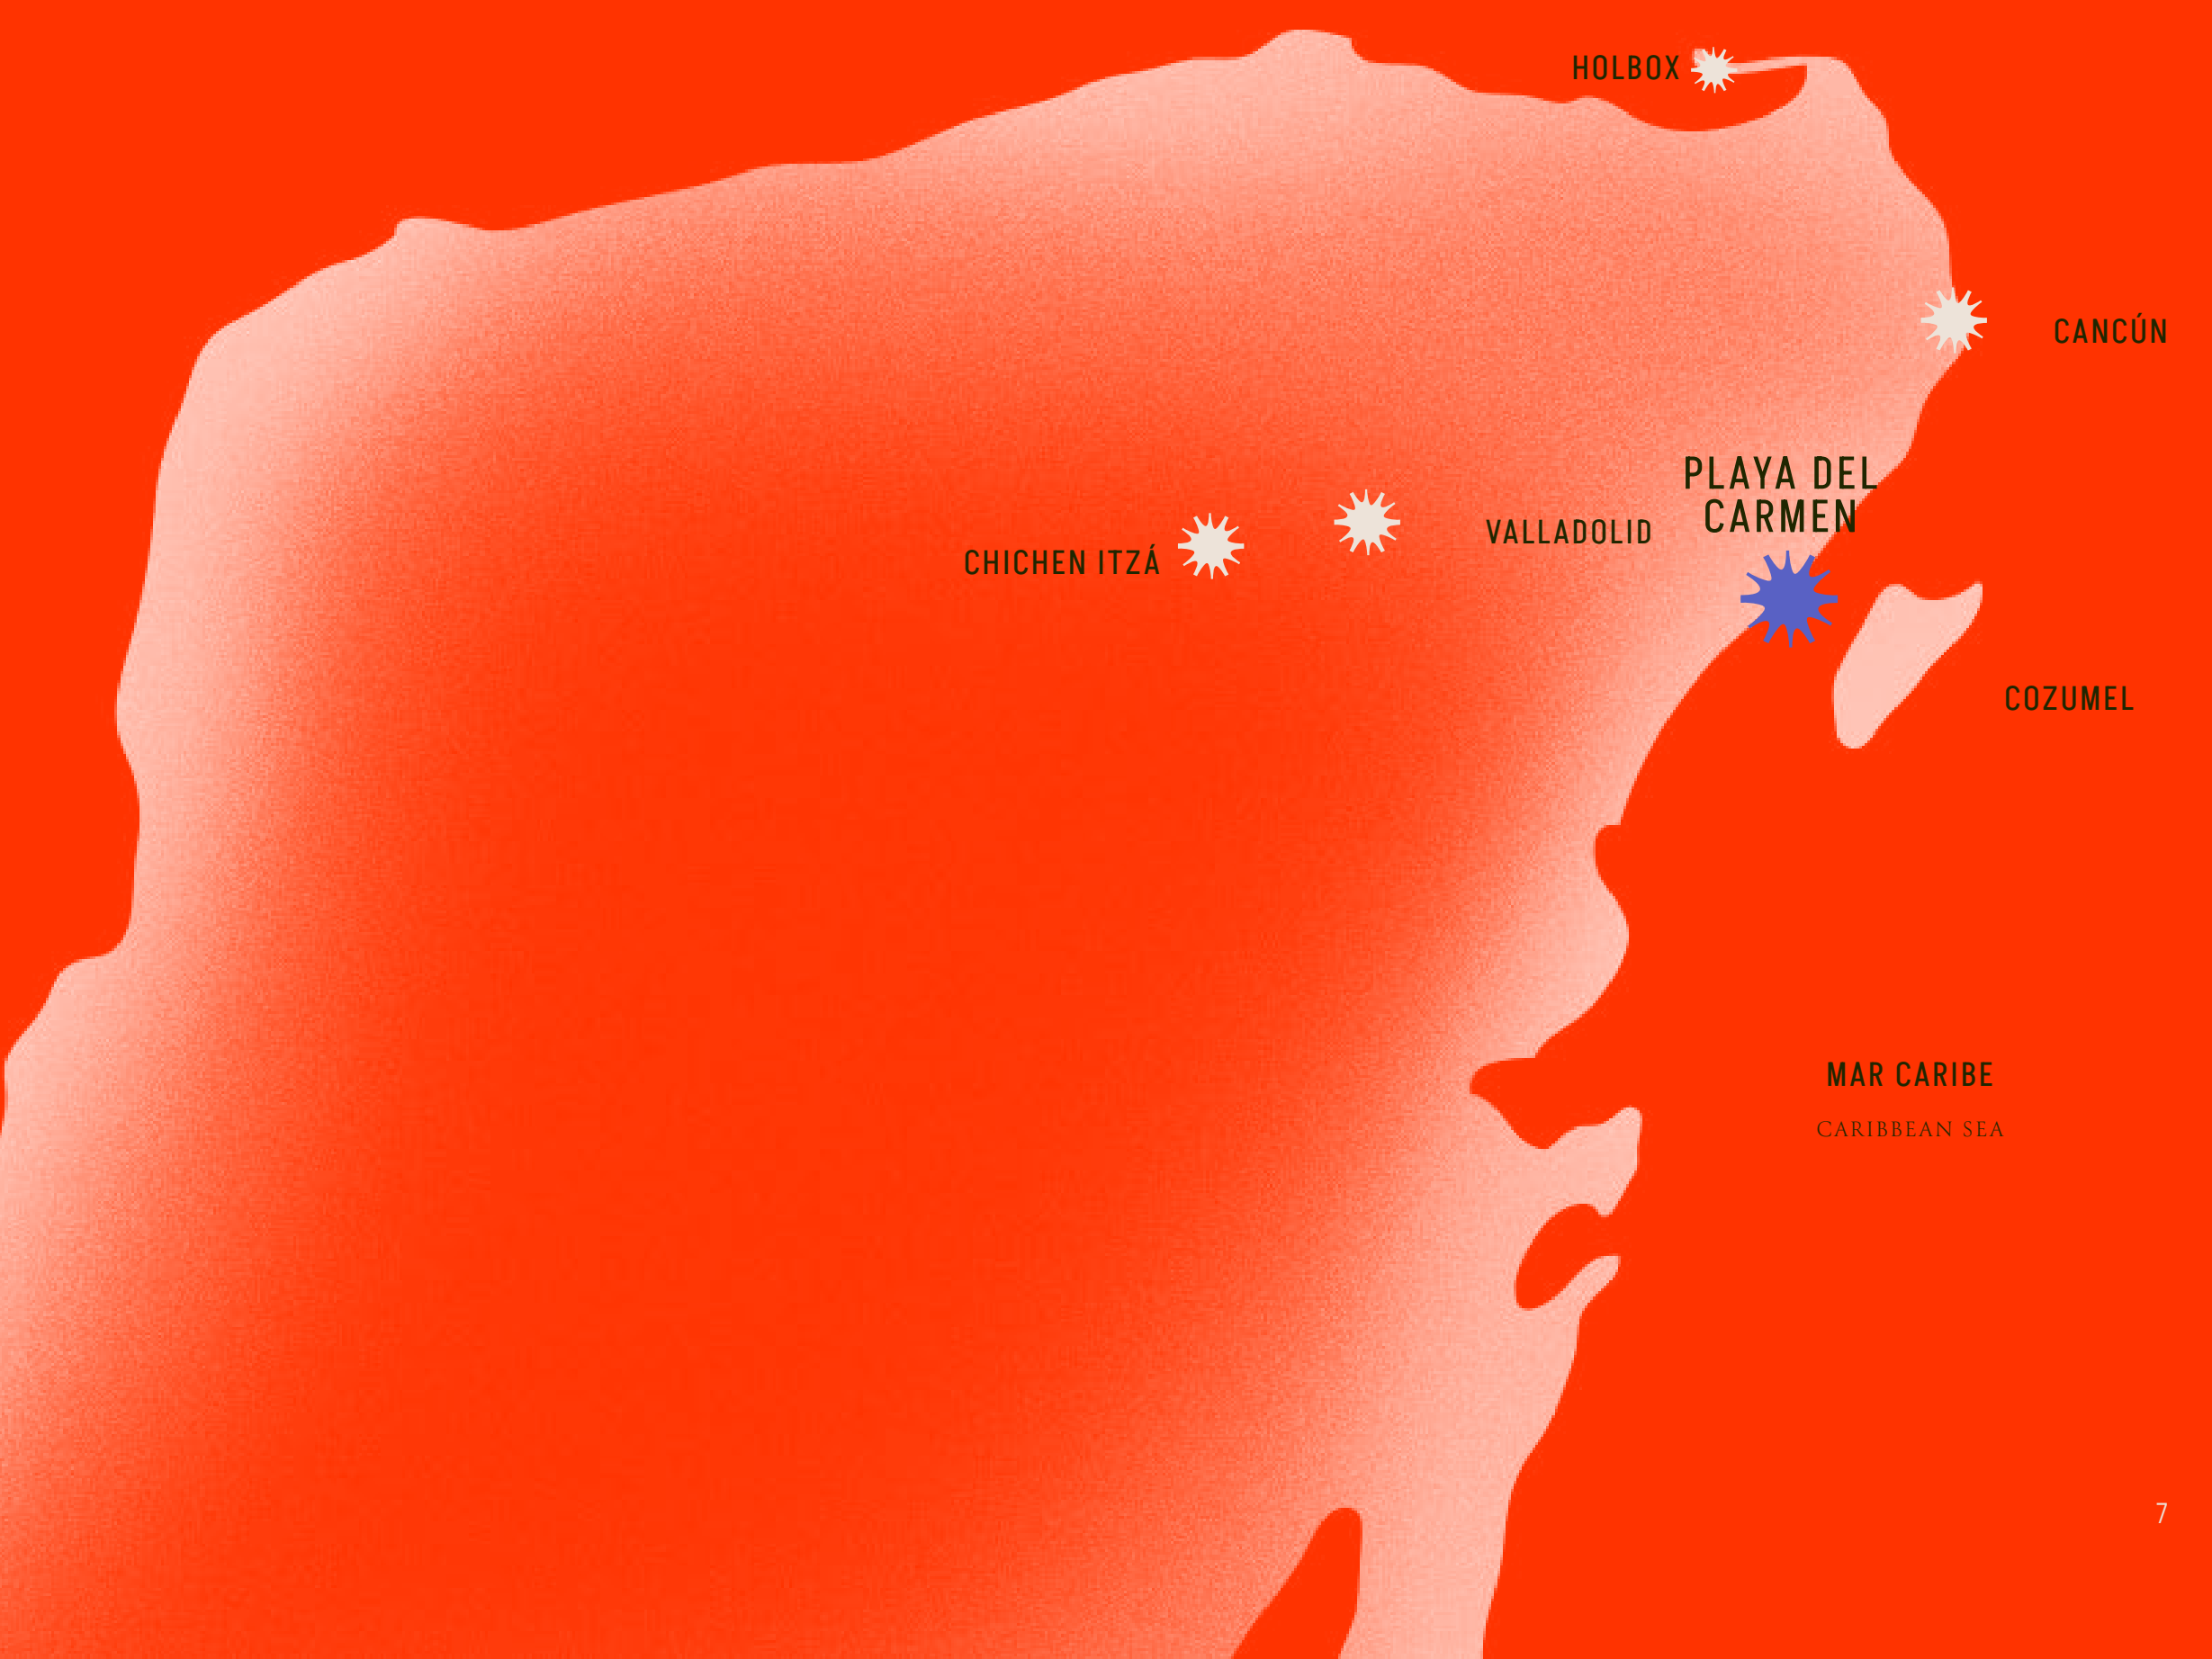 HOLBOX
CANCÚN
PLAYA DEL
CARMEN
VALLADOLID
CHICHEN ITZÁ
COZUMEL
MAR CARIBE
CARIBBEAN SEA
7